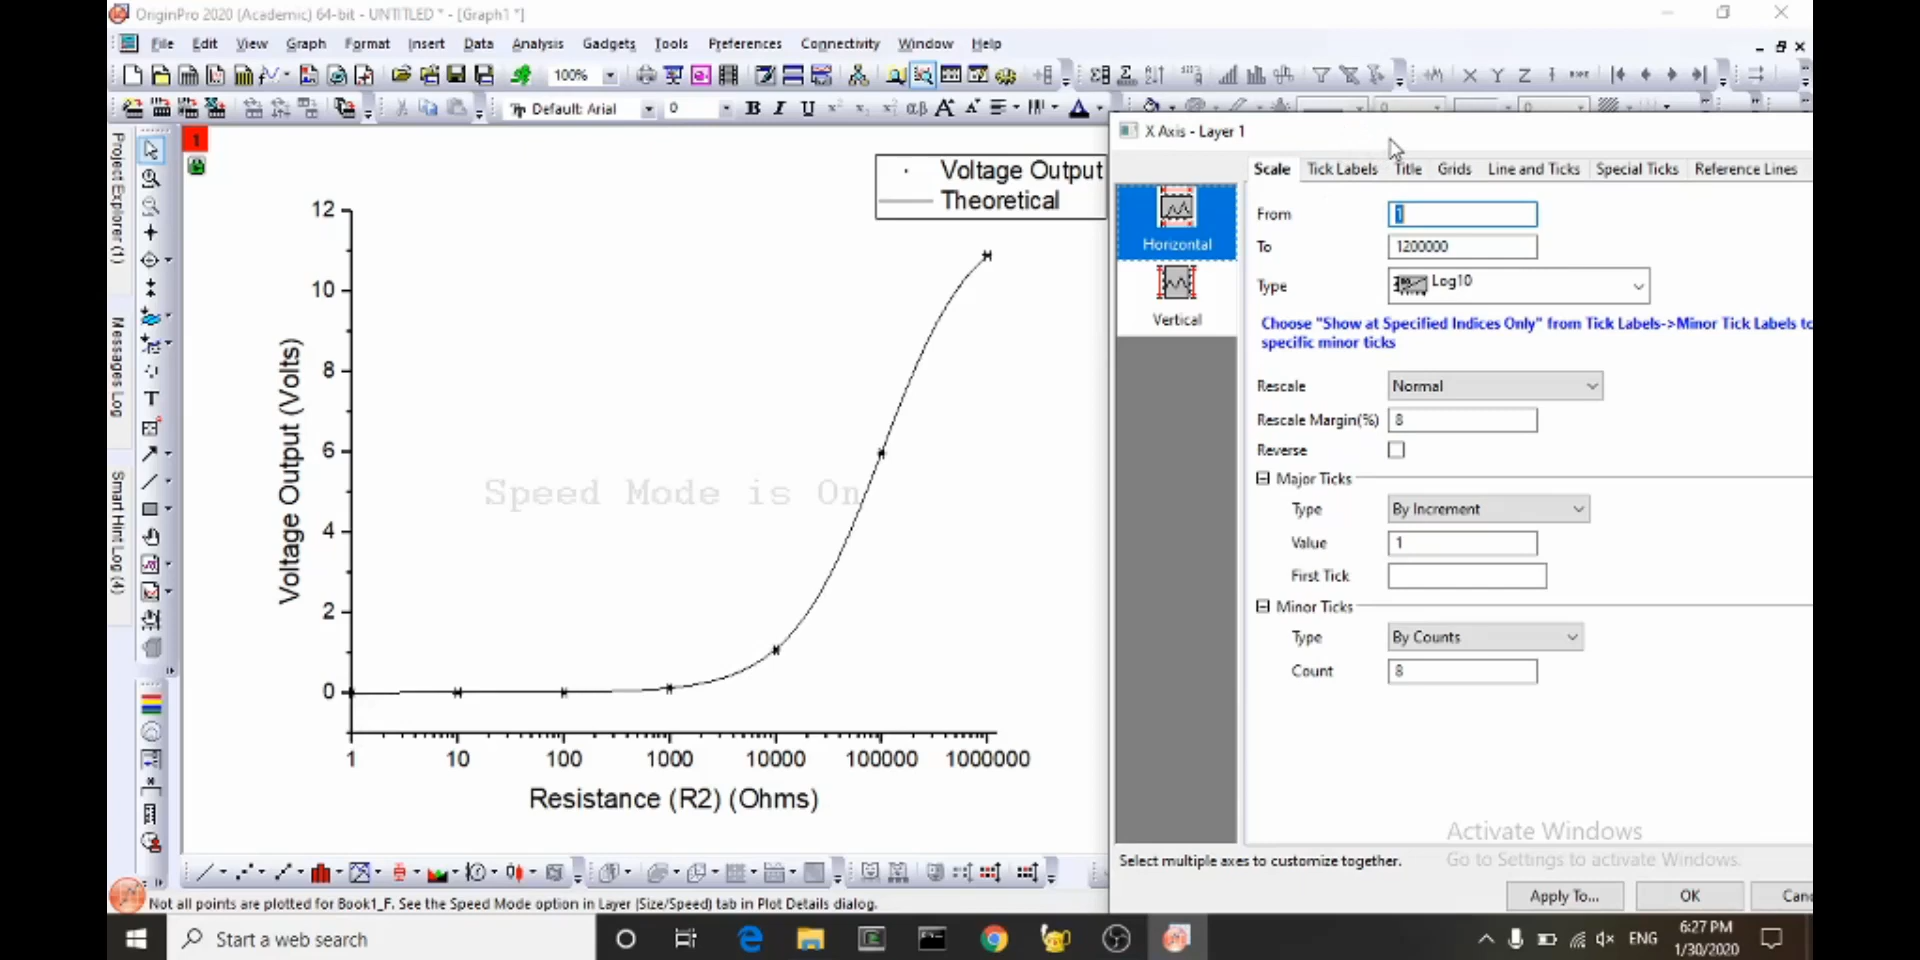 OriginPro 2020 (Academic) 64-bit - UNTITLED * - [Graph1 *]
File Edit View Graph Format Insert Data Analysis Gadgets Tools Preferences Connectivity Window Help
100%
Default: Arial 0 B I U
1
Project Explorer (1)
Messages Log
Smart Hint Log (4)
Voltage Output
Theoretical
12
10
8
6
4
2
0
Voltage Output (Volts)
Speed Mode is On
1 10 100 1000 10000 100000 1000000
Resistance (R2) (Ohms)
X Axis - Layer 1
Scale Tick Labels Title Grids Line and Ticks Special Ticks Reference Lines
Horizontal
Vertical
From 1
To 1200000
Type Log10
Choose "Show at Specified Indices Only" from Tick Labels->Minor Tick Labels to
specific minor ticks
Rescale Normal
Rescale Margin(%) 8
Reverse
Major Ticks
Type By Increment
Value 1
First Tick
Minor Ticks
Type By Counts
Count 8
Activate Windows
Go to Settings to activate Windows.
Select multiple axes to customize together.
Apply To... OK Canc
Not all points are plotted for Book1_F. See the Speed Mode option in Layer (Size/Speed) tab in Plot Details dialog.
Start a web search
ENG
6:27 PM
1/30/2020